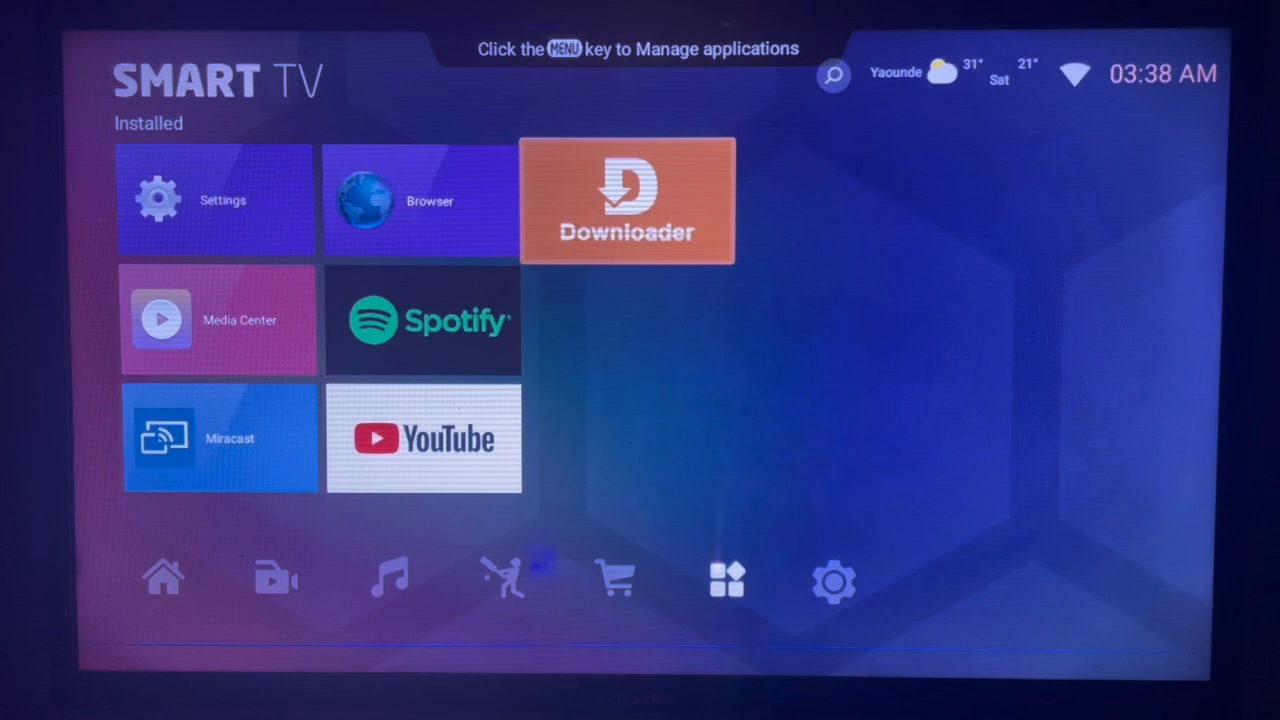 Click the MENU key to Manage applications
SMART TV
Yaounde 31° Sat 21° 03:38 AM
Installed
Settings
Browser
D
Downloader
Media Center
Spotify
Miracast
YouTube